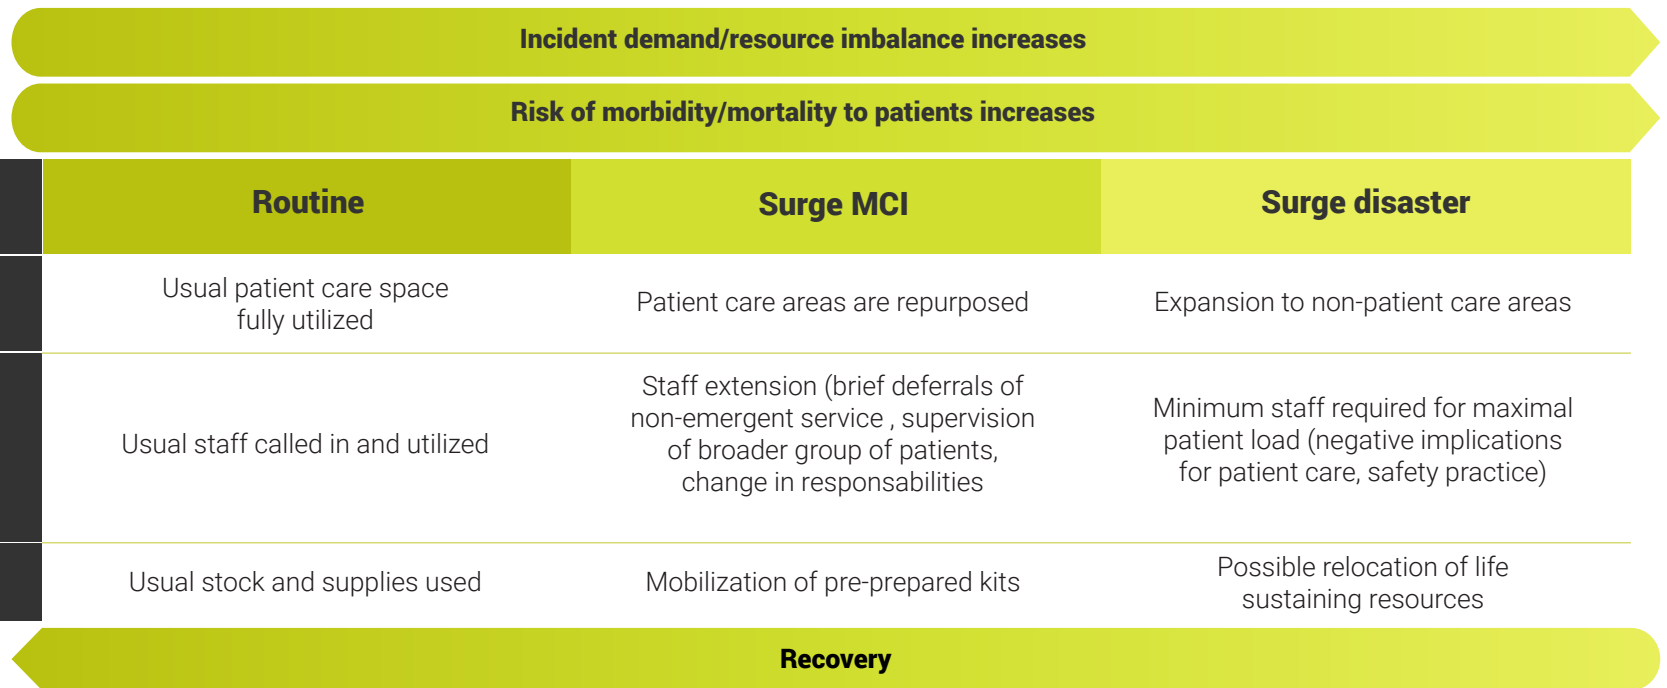 Incident demand/resource imbalance increases
Risk of morbidity/mortality to patients increases
Routine
Surge MCI
Surge disaster
Usual patient care space
fully utilized
Patient care areas are repurposed
Expansion to non-patient care areas
Usual staff called in and utilized
Staff extension (brief deferrals of
non-emergent service , supervision
of broader group of patients,
change in responsabilities
Minimum staff required for maximal
patient load (negative implications
for patient care, safety practice)
Usual stock and supplies used
Mobilization of pre-prepared kits
Possible relocation of life
sustaining resources
Recovery